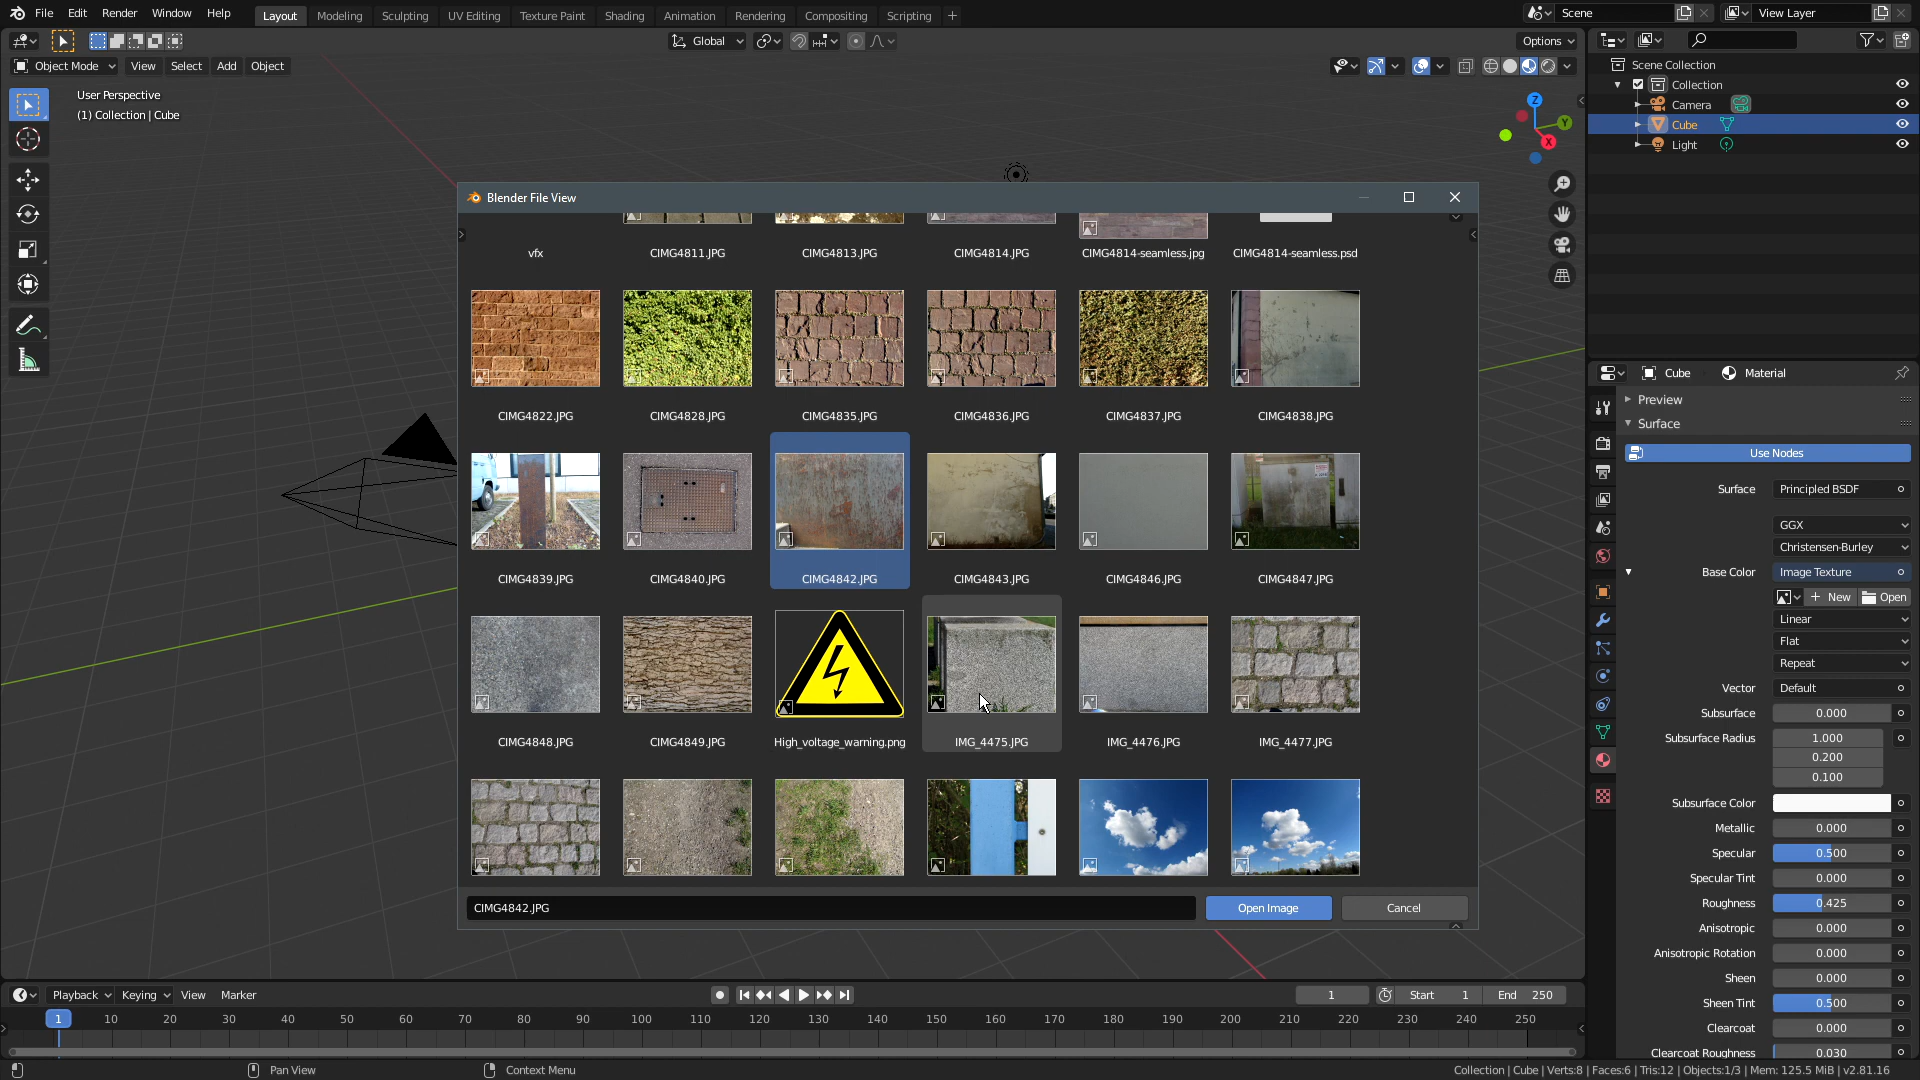 File Edit Render Window Help Layout Modeling Sculpting UV Editing Texture Paint Shading Animation Rendering Compositing Scripting + Scene View Layer
Global Options
Object Mode View Select Add Object
User Perspective
(1) Collection | Cube
Z
Y
X
Scene Collection
Collection
Camera
Cube
Light
Blender File View
vfx CIMG4811.JPG CIMG4813.JPG CIMG4814.JPG CIMG4814-seamless.jpg CIMG4814-seamless.psd
CIMG4822.JPG CIMG4828.JPG CIMG4835.JPG CIMG4836.JPG CIMG4837.JPG CIMG4838.JPG
CIMG4839.JPG CIMG4840.JPG CIMG4842.JPG CIMG4843.JPG CIMG4846.JPG CIMG4847.JPG
CIMG4848.JPG CIMG4849.JPG High_voltage_warning.png IMG_4475.JPG IMG_4476.JPG IMG_4477.JPG
CIMG4842.JPG Open Image Cancel
Cube Material
Preview
Surface
Use Nodes
Surface Principled BSDF
GGX
Christensen-Burley
Base Color Image Texture
New Open
Linear
Flat
Repeat
Vector Default
Subsurface 0.000
Subsurface Radius 1.000
0.200
0.100
Subsurface Color
Metallic 0.000
Specular 0.500
Specular Tint 0.000
Roughness 0.425
Anisotropic 0.000
Anisotropic Rotation 0.000
Sheen 0.000
Sheen Tint 0.500
Clearcoat 0.000
Clearcoat Roughness 0.030
Playback Keying View Marker 1 Start 1 End 250
1 10 20 30 40 50 60 70 80 90 100 110 120 130 140 150 160 170 180 190 200 210 220 230 240 250
Pan View Context Menu Collection | Cube | Verts:8 | Faces:6 | Tris:12 | Objects:1/3 | Mem: 125.5 MiB | v2.81.16